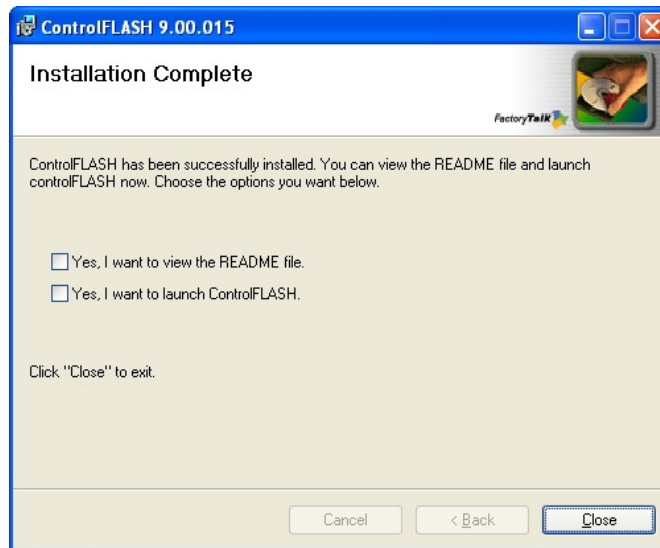 ControlFLASH 9.00.015
Installation Complete
FactoryTalk
ControlFLASH has been successfully installed. You can view the README file and launch
controlFLASH now. Choose the options you want below.
Yes, I want to view the README file.
Yes, I want to launch ControlFLASH.
Click "Close" to exit.
Cancel
< Back
Close